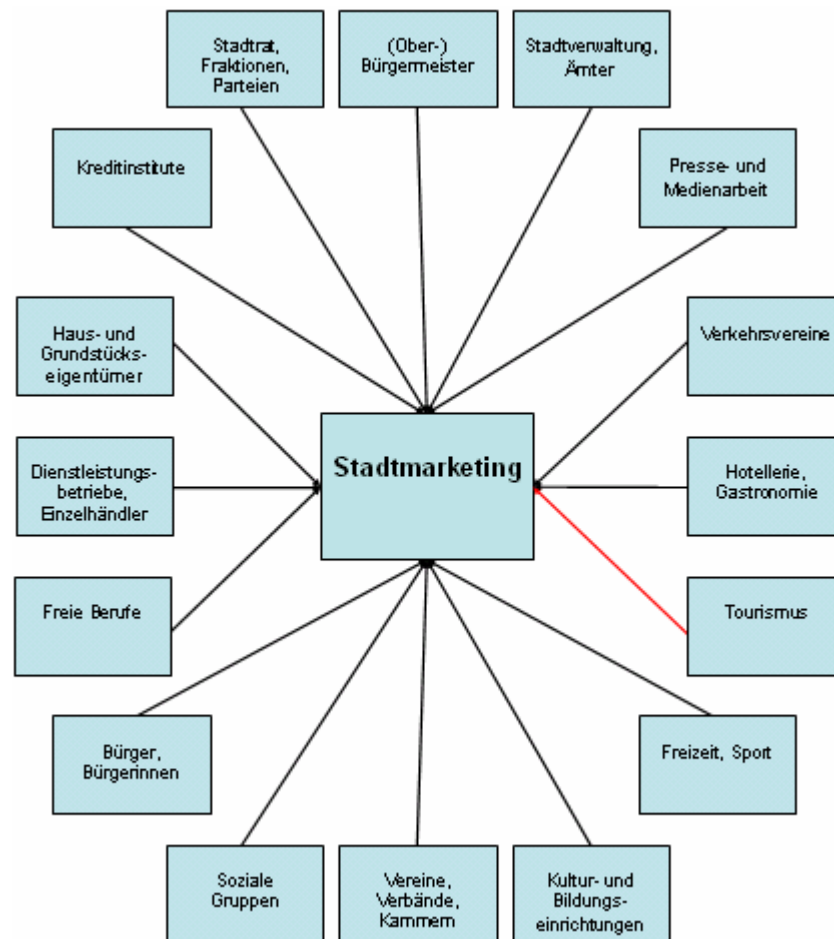 Stadtrat,
Fraktionen,
Parteien
(Ober-)
Bürgermeister
Stadtverwaltung,
Ämter
Kreditinstitute
Presse- und
Medienarbeit
Haus- und
Grundstücks-
eigentümer
Verkehrsvereine
Stadtmarketing
Dienstleistungs-
betriebe,
Einzelhändler
Hotellerie,
Gastronomie
Freie Berufe
Tourismus
Bürger,
Bürgerinnen
Freizeit, Sport
Soziale
Gruppen
Vereine,
Verbände,
Kammern
Kultur- und
Bildungs-
einrichtungen